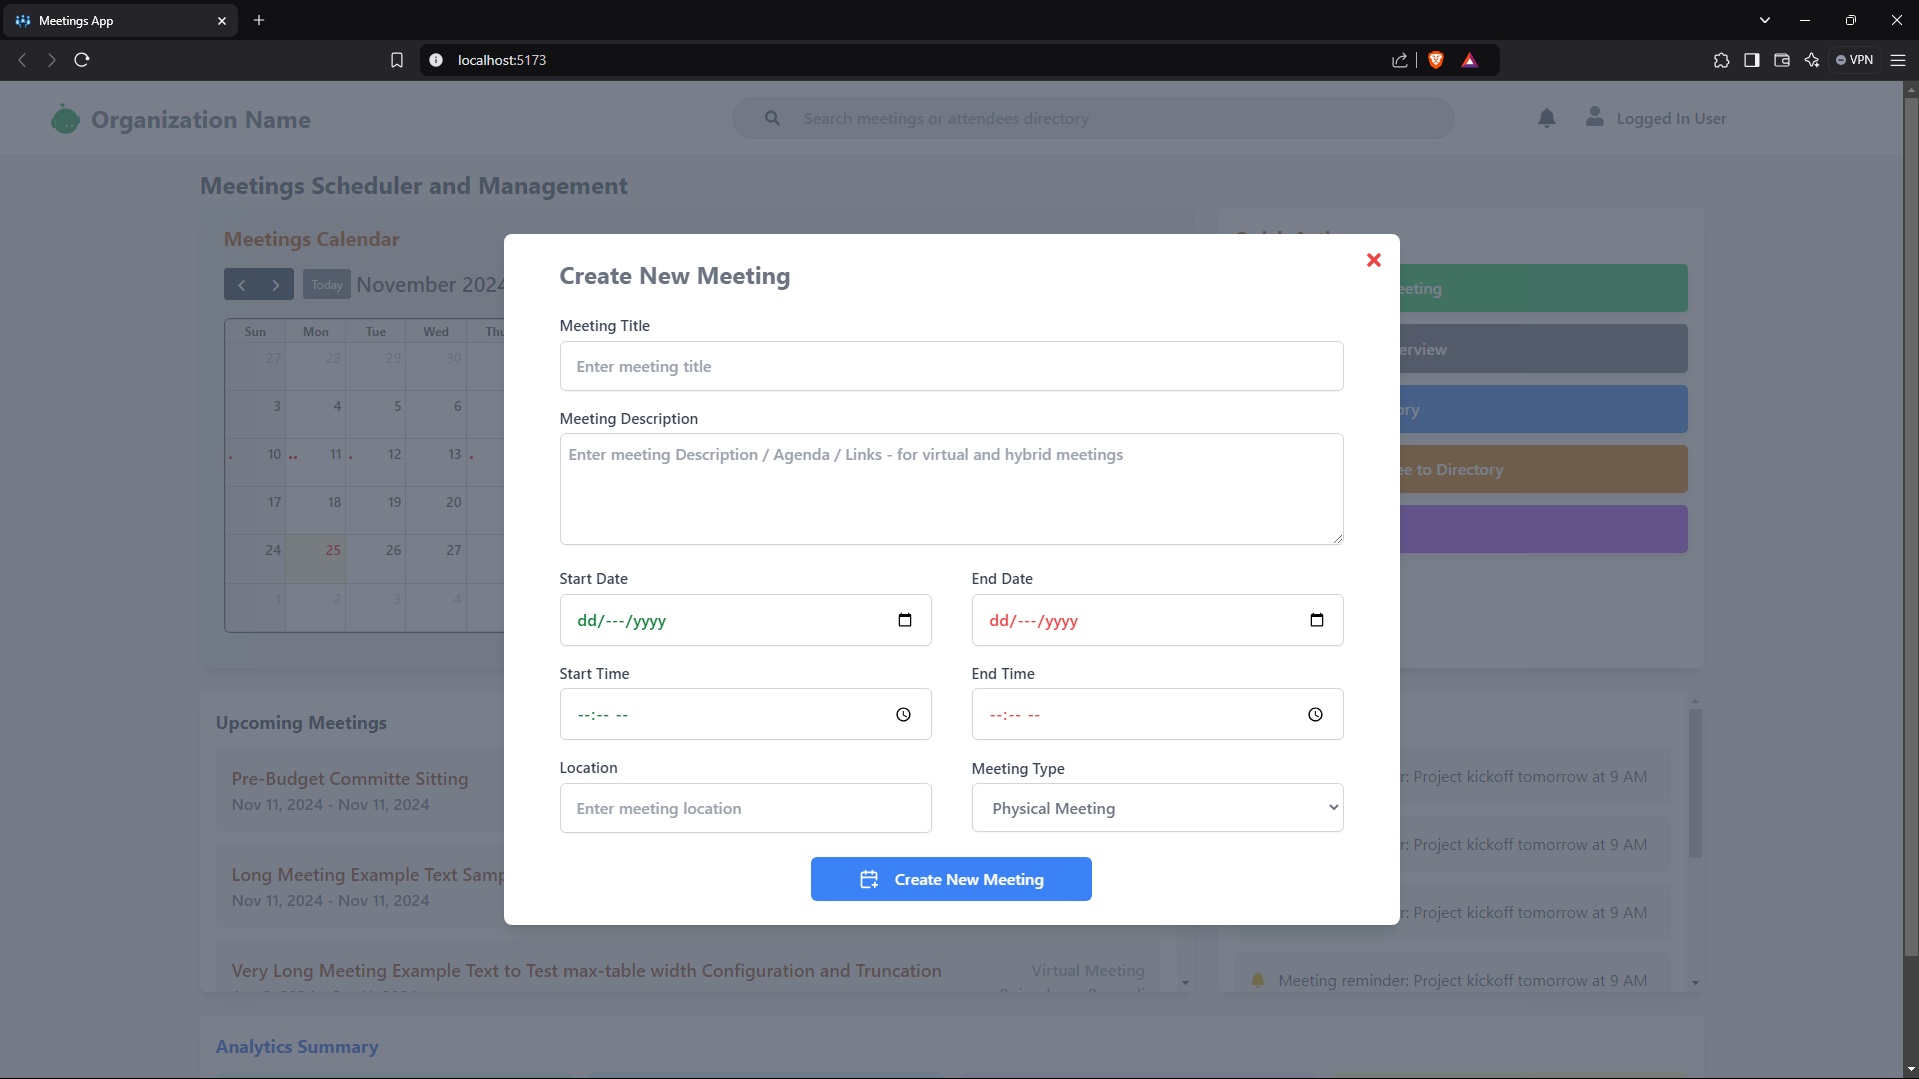 Meetings App
localhost:5173
VPN
Organization Name
Search meetings or attendees directory
Logged In User
Meetings Scheduler and Management
Meetings Calendar
Today November 2024
Sun Mon Tue Wed Thu
27 28 29 30
3 4 5 6
10 11 12 13
17 18 19 20
24 25 26 27
1 2 3 4
eeting
erview
ory
ee to Directory
Create New Meeting
Meeting Title
Enter meeting title
Meeting Description
Enter meeting Description / Agenda / Links - for virtual and hybrid meetings
Start Date End Date
dd/---/yyyy dd/---/yyyy
Start Time End Time
--:-- -- --:-- --
Location Meeting Type
Enter meeting location Physical Meeting
Create New Meeting
Upcoming Meetings
Pre-Budget Committe Sitting
Nov 11, 2024 - Nov 11, 2024
Long Meeting Example Text Samp
Nov 11, 2024 - Nov 11, 2024
Very Long Meeting Example Text to Test max-table width Configuration and Truncation
Virtual Meeting
r: Project kickoff tomorrow at 9 AM
r: Project kickoff tomorrow at 9 AM
r: Project kickoff tomorrow at 9 AM
Meeting reminder: Project kickoff tomorrow at 9 AM
Analytics Summary